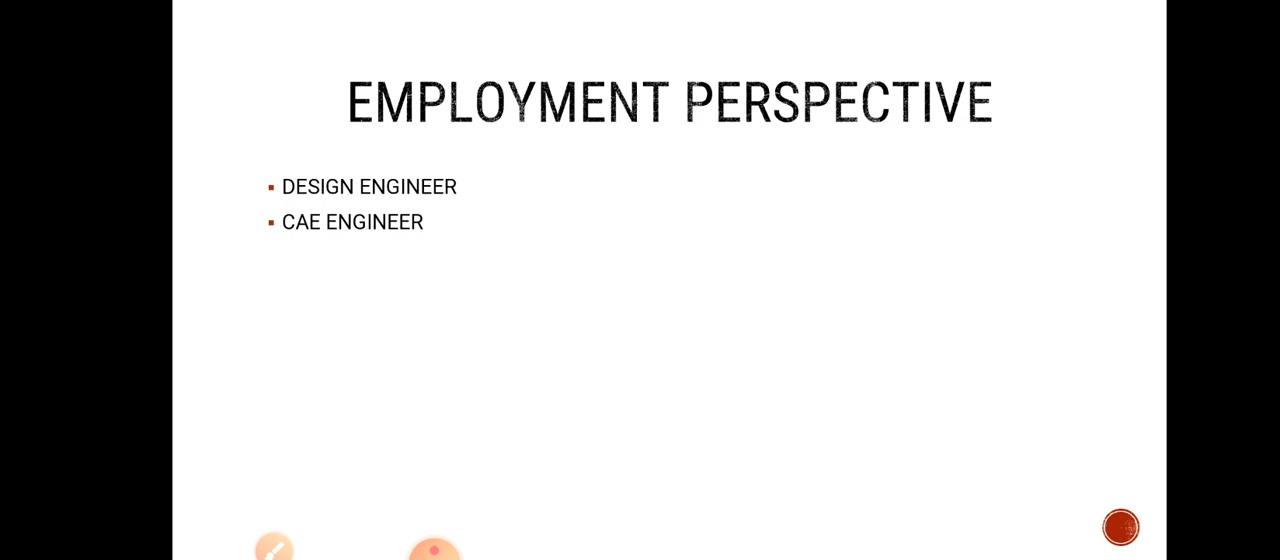 EMPLOYMENT PERSPECTIVE
DESIGN ENGINEER
CAE ENGINEER